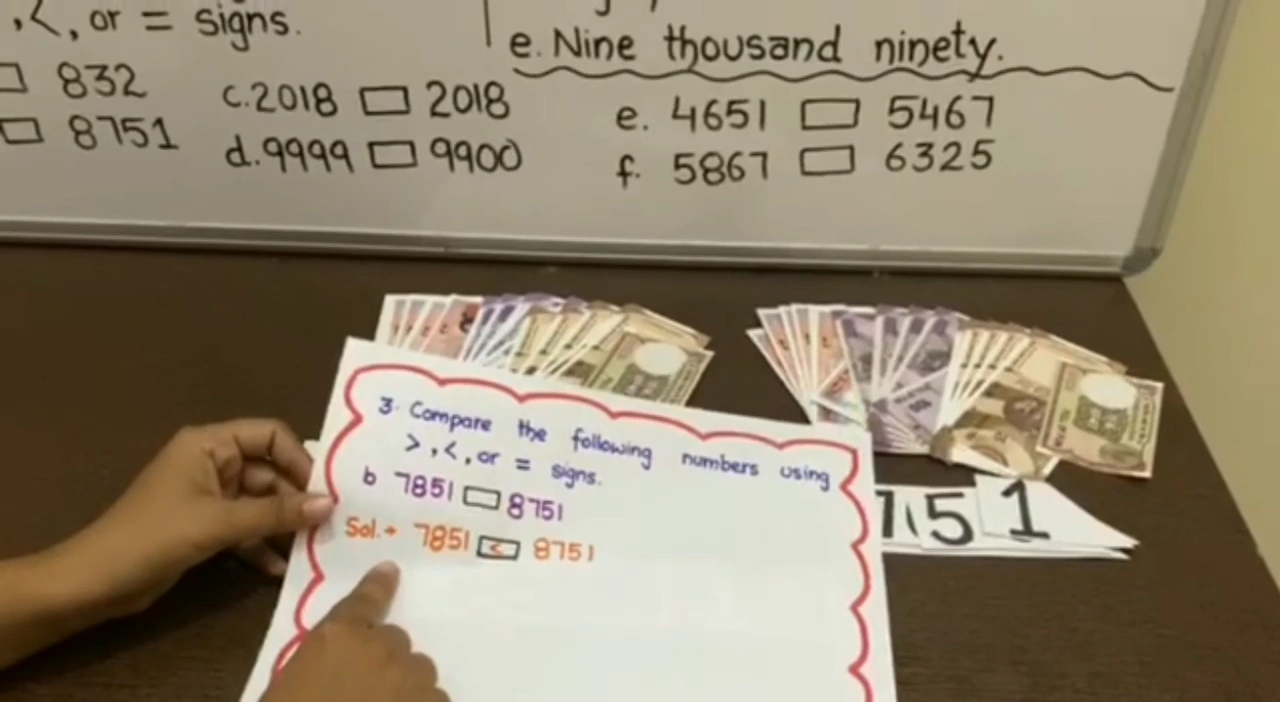 ,<, or = signs.
832
8751
c. 2018 □ 2018
d. 9999 □ 9900
e. Nine thousand ninety.
e. 4651 □ 5467
f. 5867 □ 6325
3. Compare the following numbers using
>,<, or = signs.
b 7851 □ 8751
Sol.→ 7851 < 8751
751